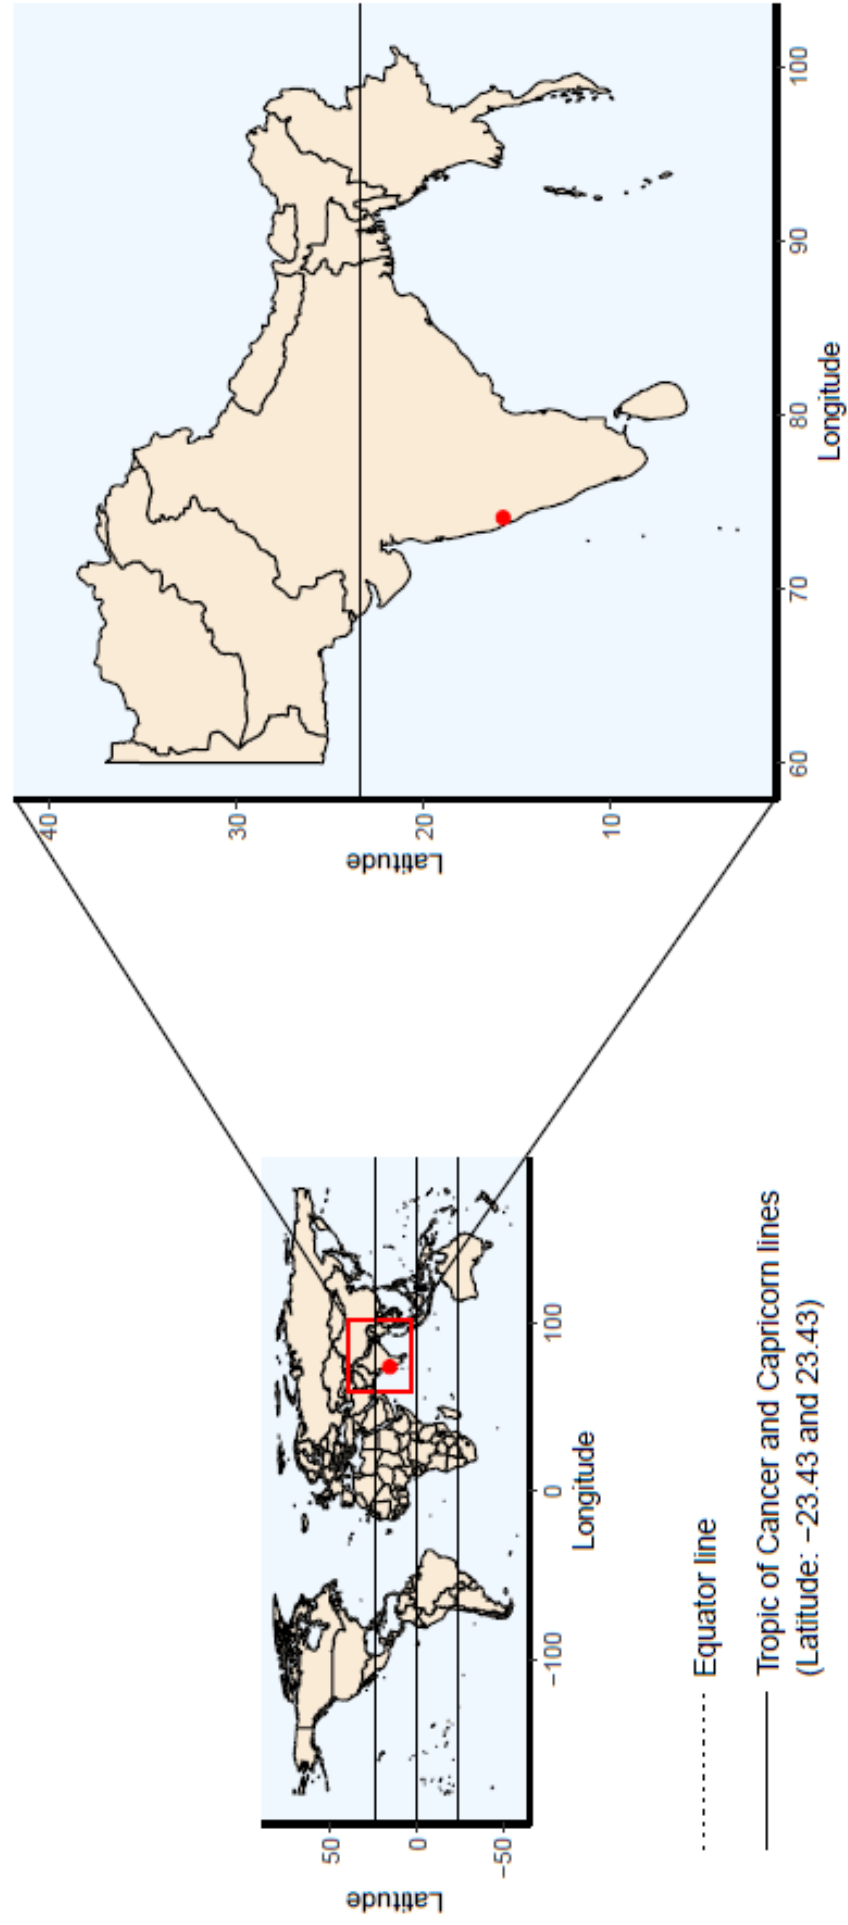 50
0
−50
Latitude
−100
0
100
Longitude
40
30
20
10
Latitude
60
70
80
90
100
Longitude
Equator line
Tropic of Cancer and Capricorn lines
(Latitude: −23.43 and 23.43)